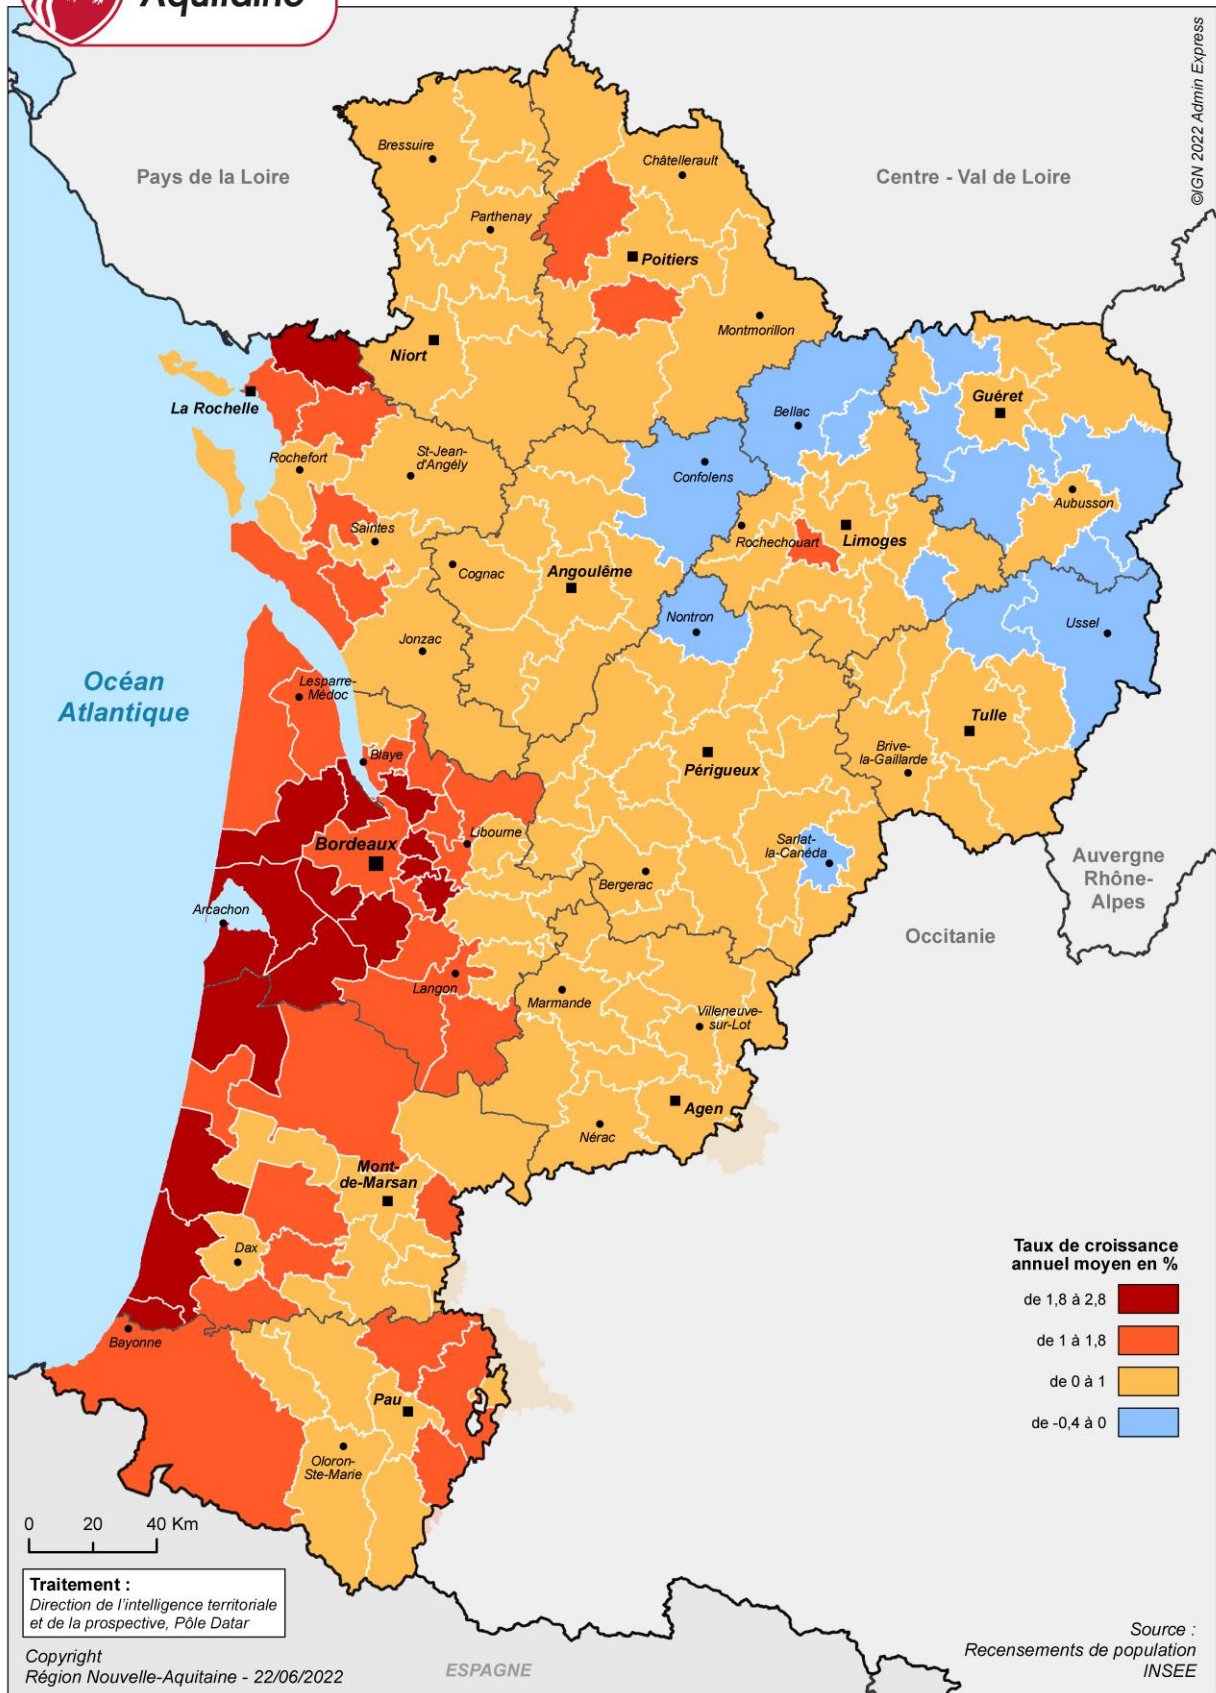 Aquitaine
©IGN 2022 Admin Express
Pays de la Loire
Centre - Val de Loire
Bressuire
Châtellerault
Parthenay
Poitiers
Montmorillon
Niort
La Rochelle
Guéret
Bellac
Rochefort
St-Jean-
d'Angély
Confolens
Aubusson
Saintes
Rochechouart
Limoges
Cognac
Angoulême
Nontron
Ussel
Jonzac
Océan
Atlantique
Lesparre-
Médoc
Tulle
Blaye
Périgueux
Brive-
la-Gaillarde
Bordeaux
Libourne
Sarlat-
la-Canéda
Bergerac
Auvergne
Rhône-
Alpes
Arcachon
Occitanie
Langon
Marmande
Villeneuve-
sur-Lot
Agen
Nérac
Mont-
de-Marsan
Dax
Taux de croissance
annuel moyen en %
de 1,8 à 2,8
de 1 à 1,8
de 0 à 1
de -0,4 à 0
Bayonne
Pau
Oloron-
Ste-Marie
0 20 40 Km
Traitement :
Direction de l'intelligence territoriale
et de la prospective, Pôle Datar
Copyright
Région Nouvelle-Aquitaine - 22/06/2022
ESPAGNE
Source :
Recensements de population
INSEE